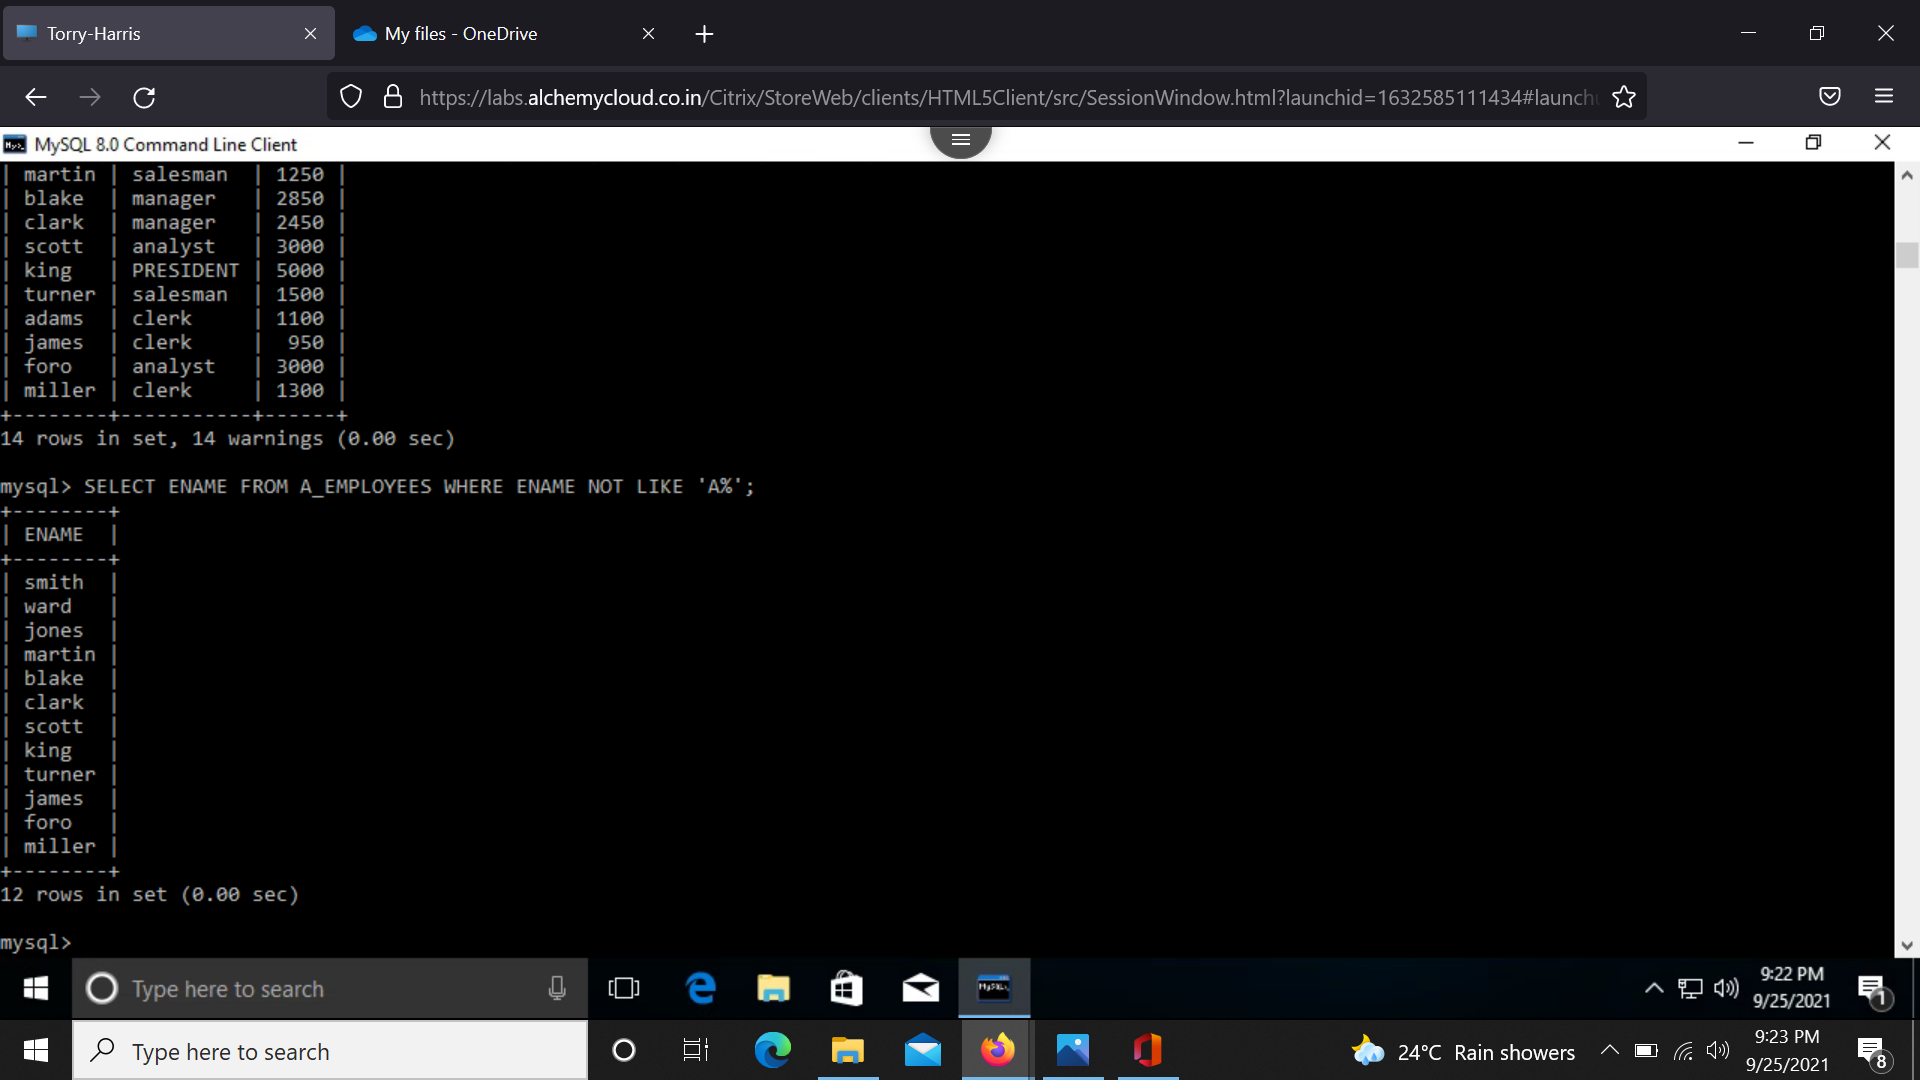 Torry-Harris
My files - OneDrive
https://labs.alchemycloud.co.in/Citrix/StoreWeb/clients/HTML5Client/src/SessionWindow.html?launchid=1632585111434#launch
MySQL 8.0 Command Line Client
| martin | salesman  | 1250 |
| blake  | manager   | 2850 |
| clark  | manager   | 2450 |
| scott  | analyst   | 3000 |
| king   | PRESIDENT | 5000 |
| turner | salesman  | 1500 |
| adams  | clerk     | 1100 |
| james  | clerk     |  950 |
| foro   | analyst   | 3000 |
| miller | clerk     | 1300 |
+--------+-----------+------+
14 rows in set, 14 warnings (0.00 sec)
mysql> SELECT ENAME FROM A_EMPLOYEES WHERE ENAME NOT LIKE 'A%';
+--------+
| ENAME  |
+--------+
| smith  |
| ward   |
| jones  |
| martin |
| blake  |
| clark  |
| scott  |
| king   |
| turner |
| james  |
| foro   |
| miller |
+--------+
12 rows in set (0.00 sec)
mysql>
Type here to search
9:22 PM
9/25/2021
1
Type here to search
24°C Rain showers
9:23 PM
9/25/2021
8